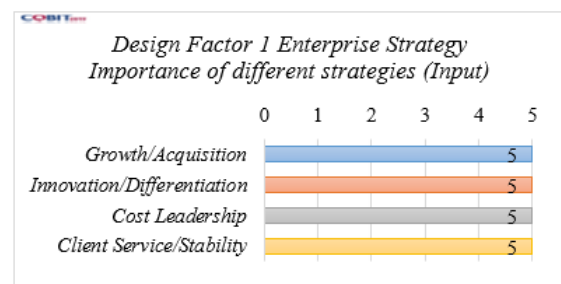 COBIT
Design Factor 1 Enterprise Strategy
Importance of different strategies (Input)
0 1 2 3 4 5
Growth/Acquisition 5
Innovation/Differentiation 5
Cost Leadership 5
Client Service/Stability 5